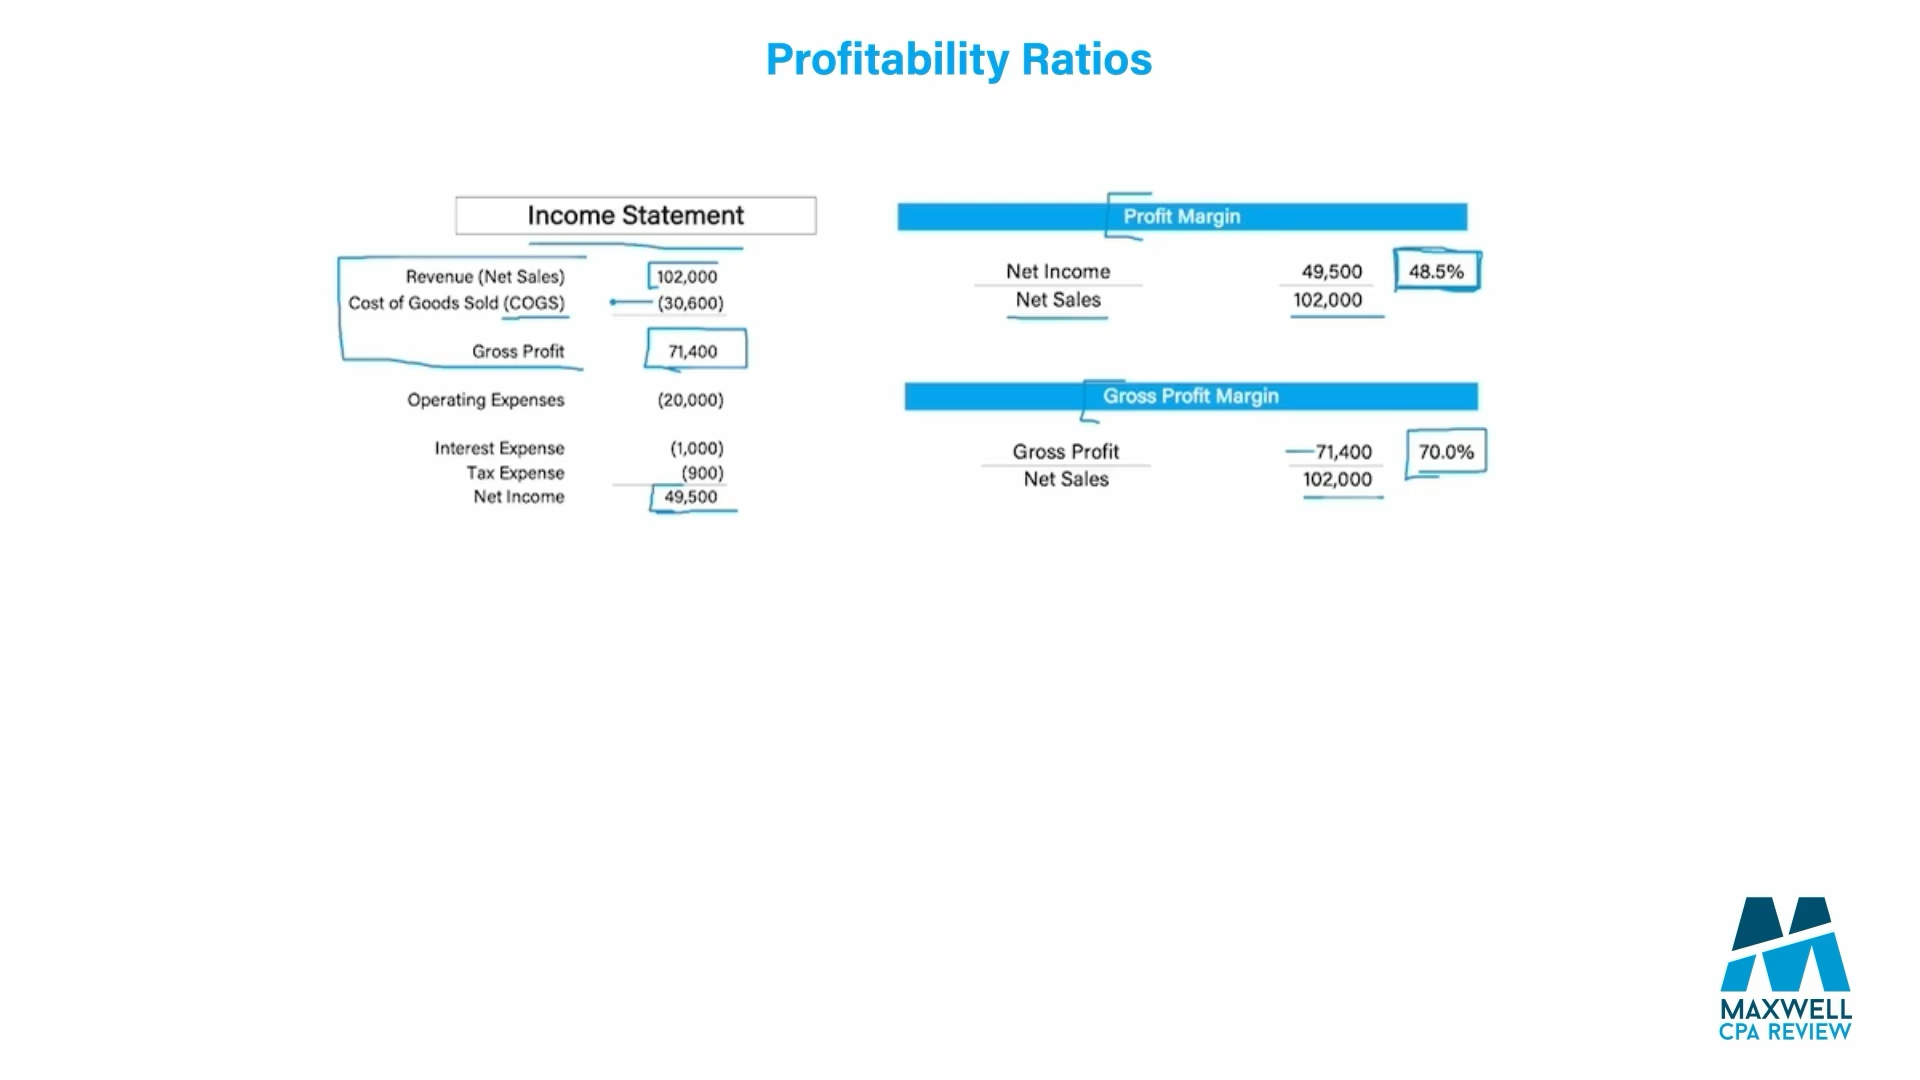 Profitability Ratios
Income Statement
Revenue (Net Sales) 102,000
Cost of Goods Sold (COGS) (30,600)
Gross Profit 71,400
Operating Expenses (20,000)
Interest Expense (1,000)
Tax Expense (900)
Net Income 49,500
Profit Margin
Net Income 49,500 48.5%
Net Sales 102,000
Gross Profit Margin
Gross Profit 71,400 70.0%
Net Sales 102,000
MAXWELL
CPA REVIEW